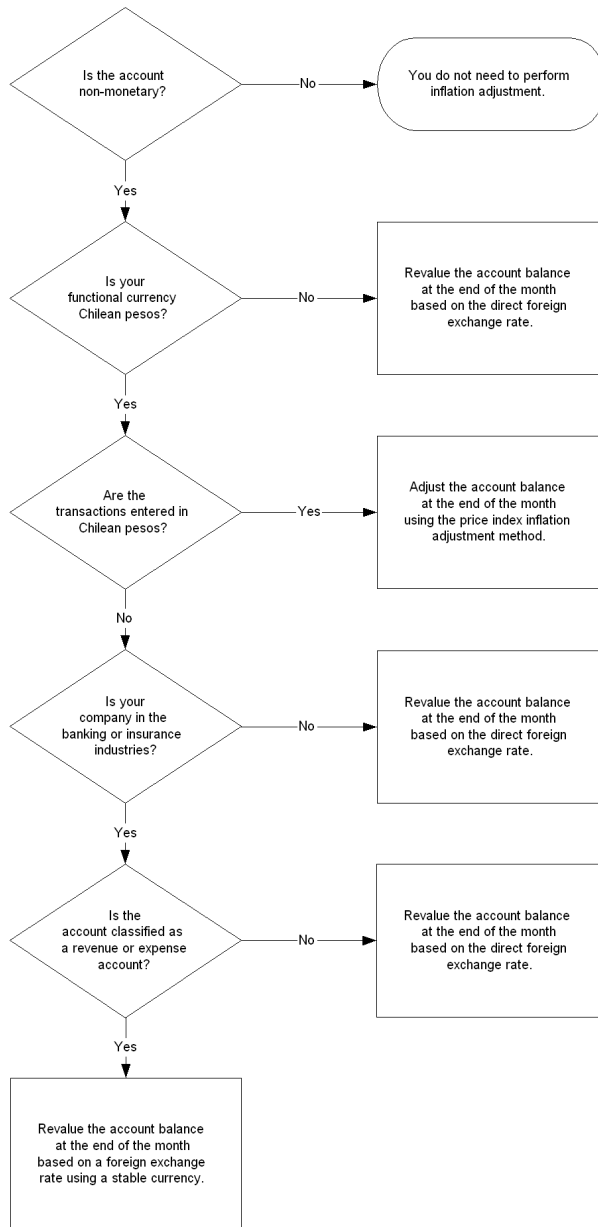 Is the account
non-monetary?
No
You do not need to perform
inflation adjustment.
Yes
Is your
functional currency
Chilean pesos?
No
Revalue the account balance
at the end of the month
based on the direct foreign
exchange rate.
Yes
Are the
transactions entered in
Chilean pesos?
Yes
Adjust the account balance
at the end of the month
using the price index inflation
adjustment method.
No
Is your
company in the
banking or insurance
industries?
No
Revalue the account balance
at the end of the month
based on the direct foreign
exchange rate.
Yes
Is the
account classified as
a revenue or expense
account?
No
Revalue the account balance
at the end of the month
based on the direct foreign
exchange rate.
Yes
Revalue the account balance
at the end of the month
based on a foreign exchange
rate using a stable currency.